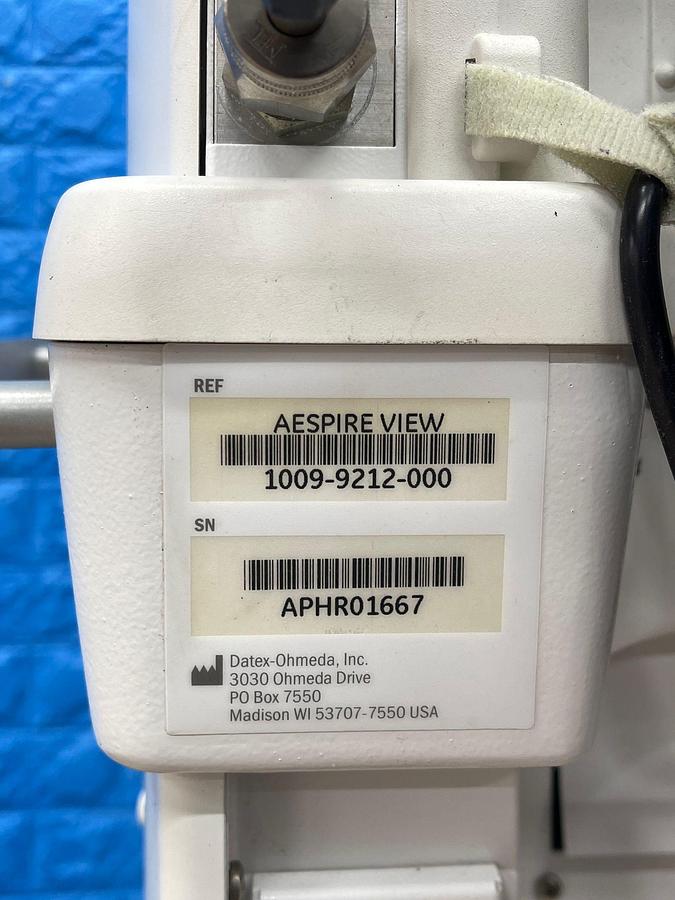 REF
AESPIRE VIEW
1009-9212-000
SN
APHR01667
Datex-Ohmeda, Inc.
3030 Ohmeda Drive
PO Box 7550
Madison WI 53707-7550 USA